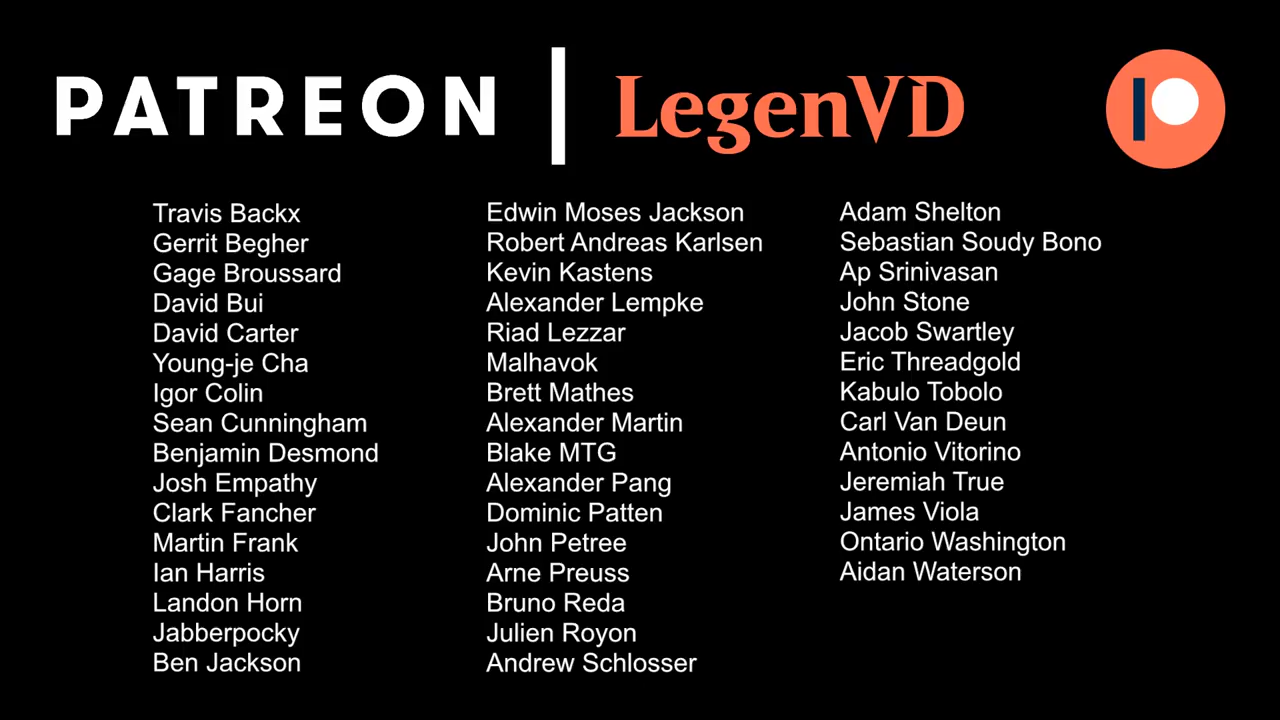 PATREON | LegenVD
Travis Backx
Gerrit Begher
Gage Broussard
David Bui
David Carter
Young-je Cha
Igor Colin
Sean Cunningham
Benjamin Desmond
Josh Empathy
Clark Fancher
Martin Frank
Ian Harris
Landon Horn
Jabberpocky
Ben Jackson
Edwin Moses Jackson
Robert Andreas Karlsen
Kevin Kastens
Alexander Lempke
Riad Lezzar
Malhavok
Brett Mathes
Alexander Martin
Blake MTG
Alexander Pang
Dominic Patten
John Petree
Arne Preuss
Bruno Reda
Julien Royon
Andrew Schlosser
Adam Shelton
Sebastian Soudy Bono
Ap Srinivasan
John Stone
Jacob Swartley
Eric Threadgold
Kabulo Tobolo
Carl Van Deun
Antonio Vitorino
Jeremiah True
James Viola
Ontario Washington
Aidan Waterson